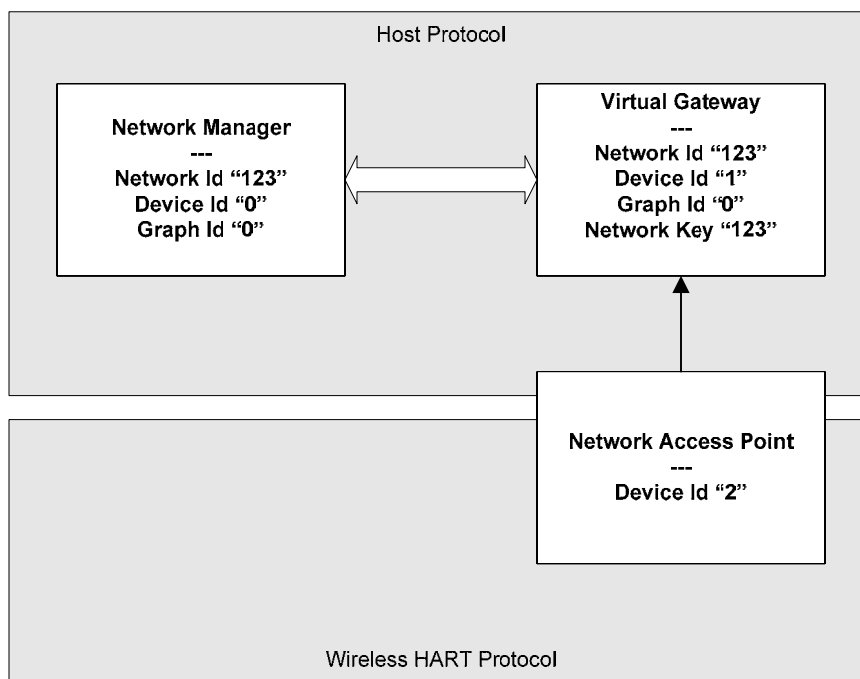 Host Protocol
Network Manager
---
Network Id “123”
Device Id “0”
Graph Id “0”
Virtual Gateway
---
Network Id “123”
Device Id “1”
Graph Id “0”
Network Key “123”
Network Access Point
---
Device Id “2”
Wireless HART Protocol